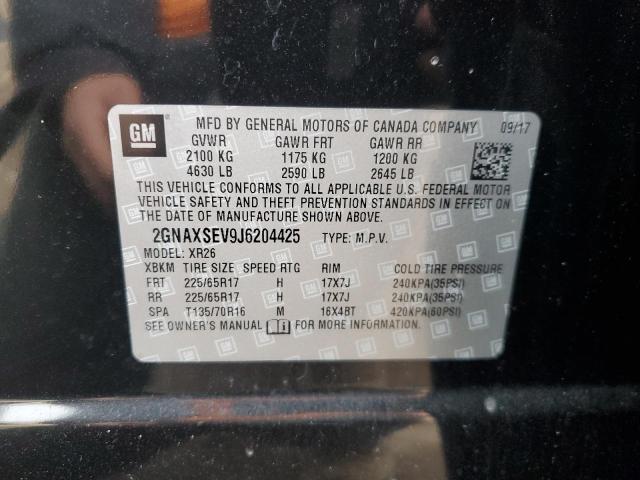 GM
MFD BY GENERAL MOTORS OF CANADA COMPANY 09/17
GVWR GAWR FRT GAWR RR
2100 KG 1175 KG 1200 KG
4630 LB 2590 LB 2645 LB
THIS VEHICLE CONFORMS TO ALL APPLICABLE U.S. FEDERAL MOTOR
VEHICLE SAFETY AND THEFT PREVENTION STANDARDS IN EFFECT ON
THE DATE OF MANUFACTURE SHOWN ABOVE.
2GNAXSEV9J6204425 TYPE: M.P.V.
MODEL: XR26
XBKM TIRE SIZE SPEED RTG RIM COLD TIRE PRESSURE
FRT 225/65R17 H 17X7J 240KPA(35PSI)
RR 225/65R17 H 17X7J 240KPA(35PSI)
SPA T135/70R16 M 16X4BT 420KPA(60PSI)
SEE OWNER'S MANUAL FOR MORE INFORMATION.